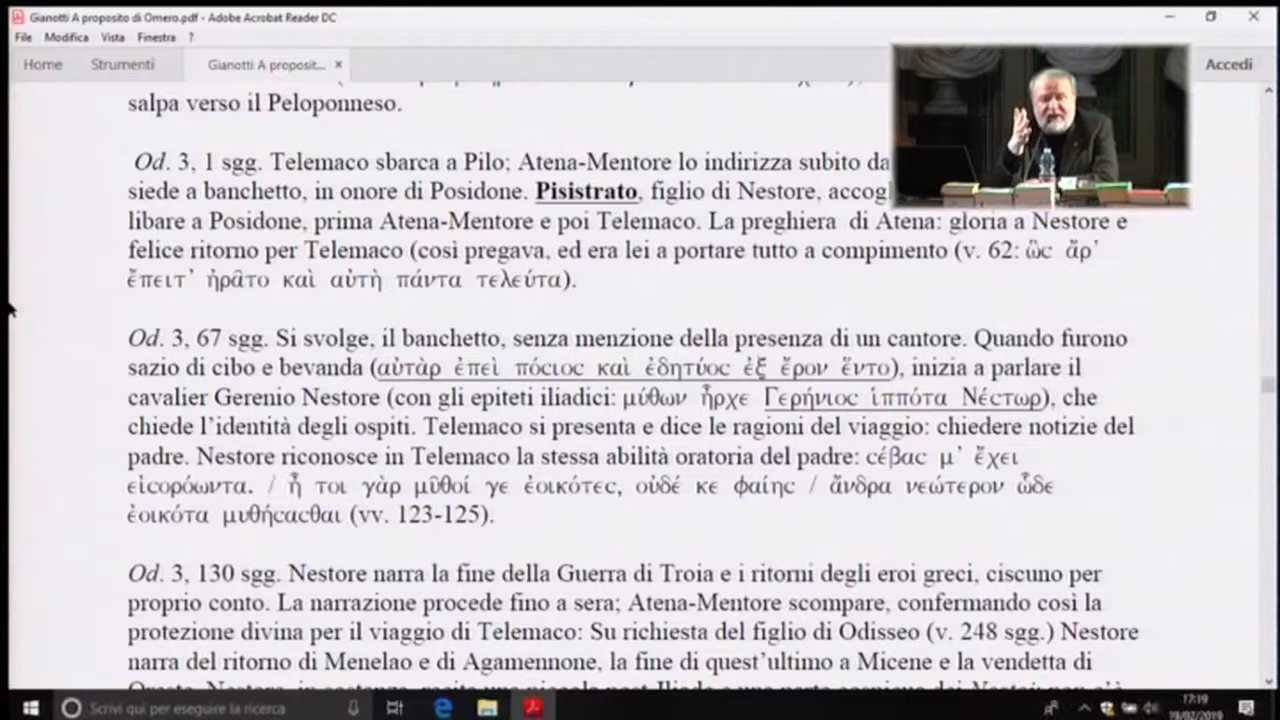 Gianotti A proposito di Omero.pdf - Adobe Acrobat Reader DC
File Modifica Vista Finestra ?
Home Strumenti Gianotti A proposit... × Accedi
salpa verso il Peloponneso.
Od. 3, 1 sgg. Telemaco sbarca a Pilo; Atena-Mentore lo indirizza subito da
siede a banchetto, in onore di Posidone. Pisistrato, figlio di Nestore, accog
libare a Posidone, prima Atena-Mentore e poi Telemaco. La preghiera di Atena: gloria a Nestore e
felice ritorno per Telemaco (così pregava, ed era lei a portare tutto a compimento (v. 62: ὣϲ ἄρ'
ἔπειτ' ἠρᾶτο καὶ αὐτὴ πάντα τελεύτα).
Od. 3, 67 sgg. Si svolge, il banchetto, senza menzione della presenza di un cantore. Quando furono
sazio di cibo e bevanda (αὐτὰρ ἐπεὶ πόϲιοϲ καὶ ἐδητύοϲ ἐξ ἔρον ἕντο), inizia a parlare il
cavalier Gerenio Nestore (con gli epiteti iliadici: μύθων ἦρχε Γερήνιοϲ ἱππότα Νέϲτωρ), che
chiede l'identità degli ospiti. Telemaco si presenta e dice le ragioni del viaggio: chiedere notizie del
padre. Nestore riconosce in Telemaco la stessa abilità oratoria del padre: ϲέβαϲ μ' ἔχει
εἰϲορόωντα. / ἦ τοι γὰρ μῦθοί γε ἐοικότεϲ, οὐδέ κε φαίηϲ / ἄνδρα νεώτερον ὧδε
ἐοικότα μυθήϲαϲθαι (vv. 123-125).
Od. 3, 130 sgg. Nestore narra la fine della Guerra di Troia e i ritorni degli eroi greci, ciscuno per
proprio conto. La narrazione procede fino a sera; Atena-Mentore scompare, confermando così la
protezione divina per il viaggio di Telemaco: Su richiesta del figlio di Odisseo (v. 248 sgg.) Nestore
narra del ritorno di Menelao e di Agamennone, la fine di quest'ultimo a Micene e la vendetta di
Scrivi qui per eseguire la ricerca
17:19
19/02/2019